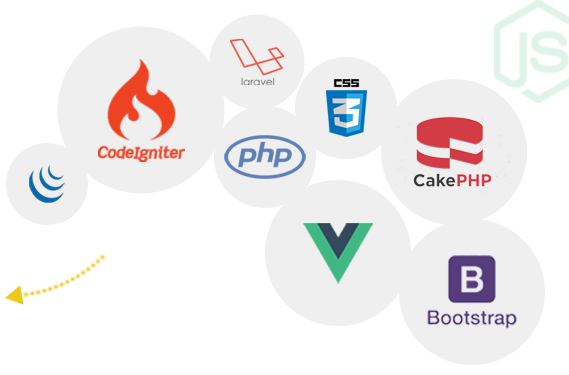 JS
laravel
CSS
3
CodeIgniter
php
CakePHP
B
Bootstrap